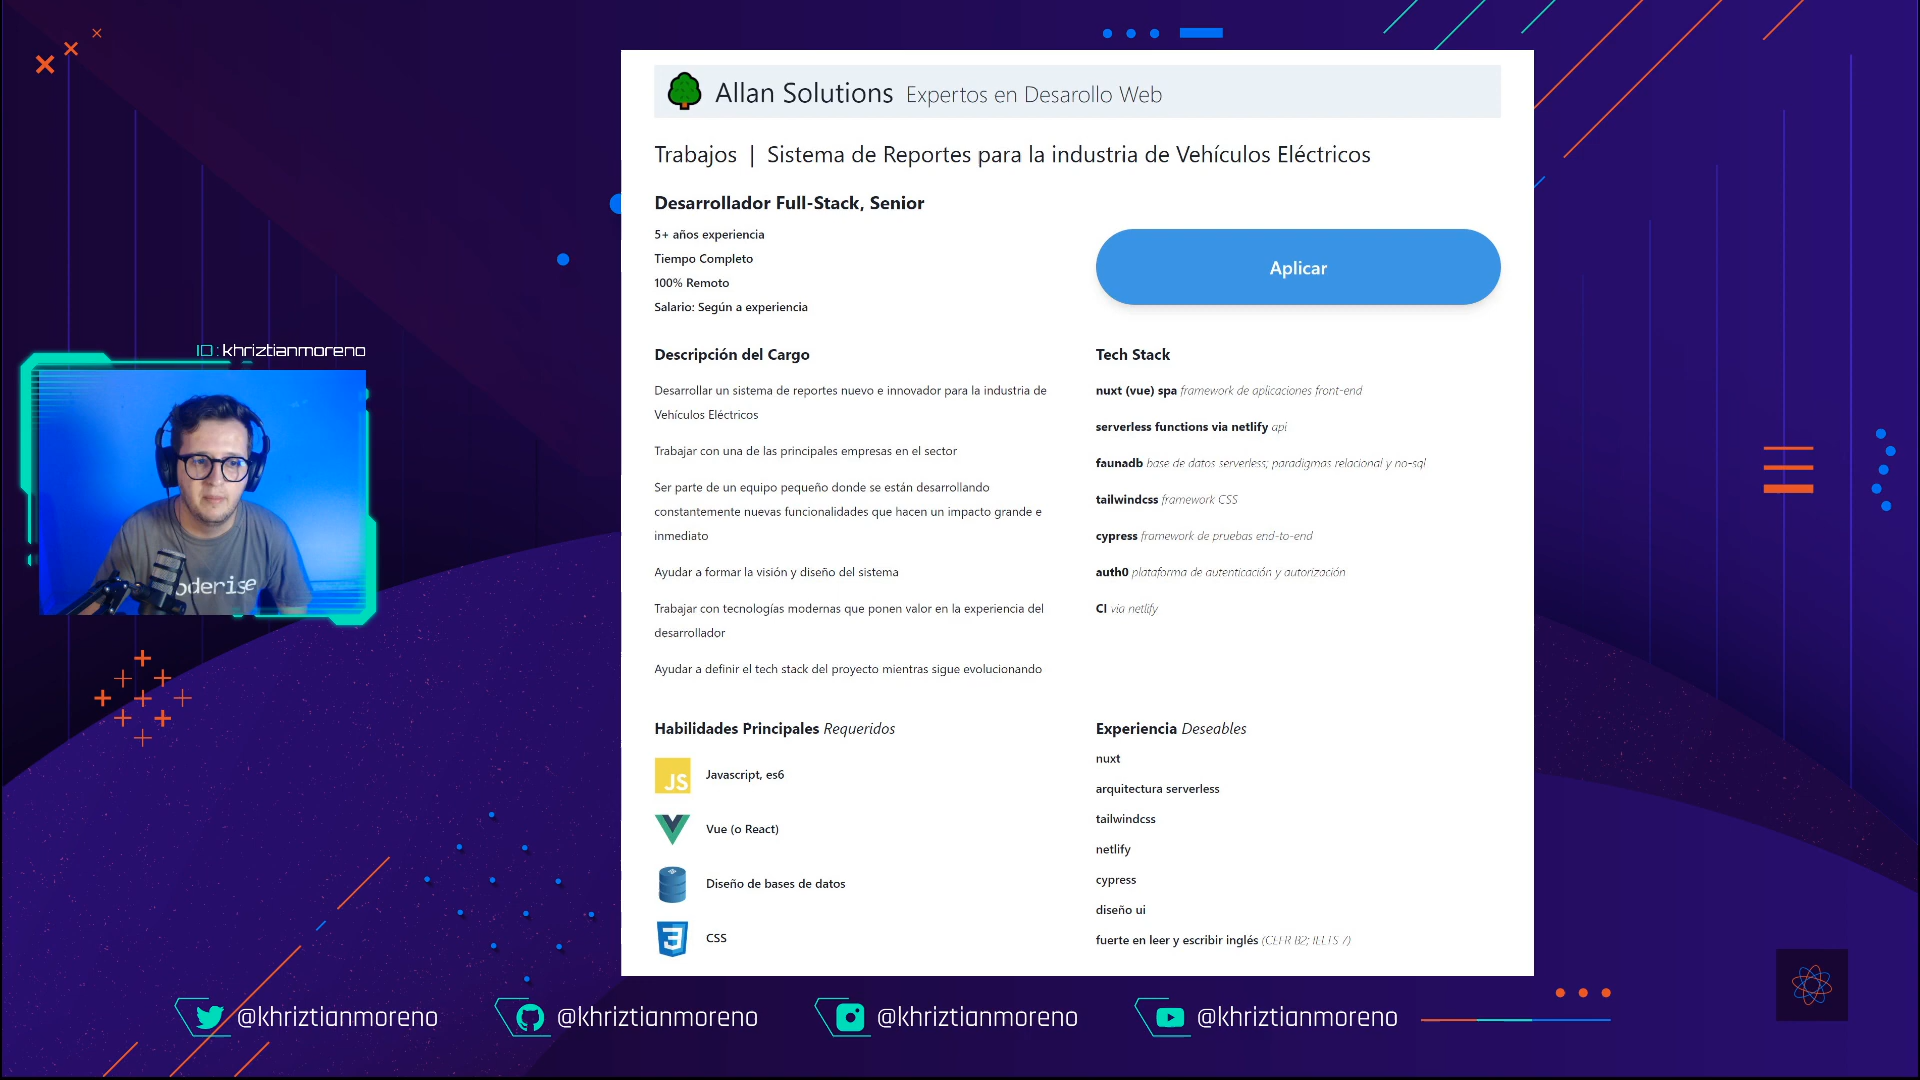 Allan Solutions Expertos en Desarollo Web
Trabajos | Sistema de Reportes para la industria de Vehículos Eléctricos
Desarrollador Full-Stack, Senior
5+ años experiencia
Tiempo Completo
100% Remoto
Salario: Según a experiencia
Aplicar
ID: khriztianmoreno
oderise
Descripción del Cargo
Desarrollar un sistema de reportes nuevo e innovador para la industria de
Vehículos Eléctricos
Trabajar con una de las principales empresas en el sector
Ser parte de un equipo pequeño donde se están desarrollando
constantemente nuevas funcionalidades que hacen un impacto grande e
inmediato
Ayudar a formar la visión y diseño del sistema
Trabajar con tecnologías modernas que ponen valor en la experiencia del
desarrollador
Ayudar a definir el tech stack del proyecto mientras sigue evolucionando
Tech Stack
nuxt (vue) spa framework de aplicaciones front-end
serverless functions via netlify api
faunadb base de datos serverless; paradigmas relacional y no-sql
tailwindcss framework CSS
cypress framework de pruebas end-to-end
auth0 plataforma de autenticación y autorización
CI via netlify
Habilidades Principales Requeridos
JS Javascript, es6
Vue (o React)
Diseño de bases de datos
3 CSS
Experiencia Deseables
nuxt
arquitectura serverless
tailwindcss
netlify
cypress
diseño ui
fuerte en leer y escribir inglés (CEFR B2; IELTS 7)
@khriztianmoreno
@khriztianmoreno
@khriztianmoreno
@khriztianmoreno